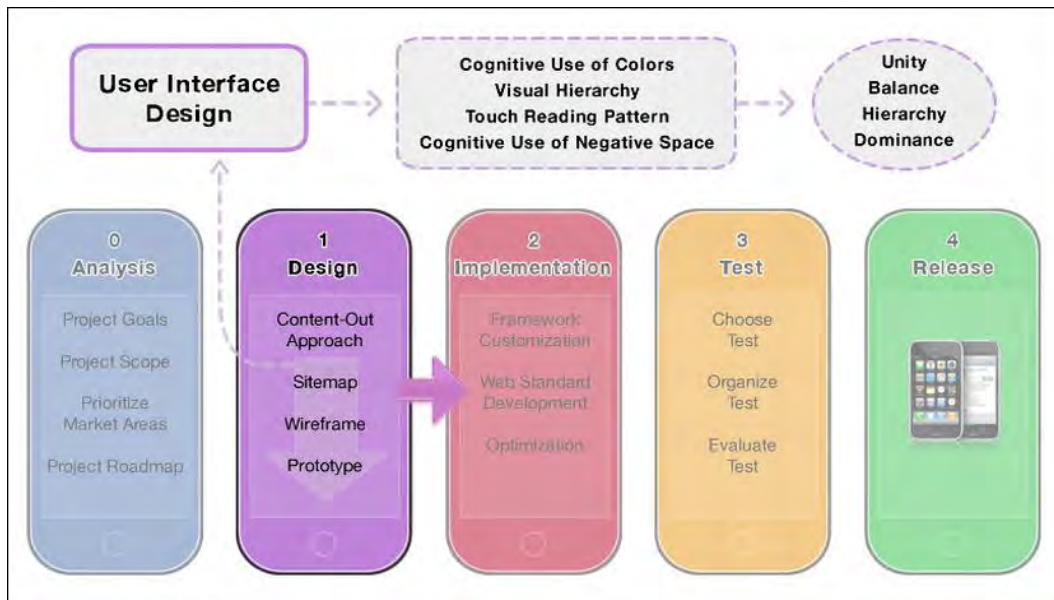 User Interface
Design
Cognitive Use of Colors
Visual Hierarchy
Touch Reading Pattern
Cognitive Use of Negative Space
Unity
Balance
Hierarchy
Dominance
0
Analysis
Project Goals
Project Scope
Prioritize
Market Areas
Project Roadmap
1
Design
Content-Out
Approach
Sitemap
Wireframe
Prototype
2
Implementation
Framework
Customization
Web Standard
Development
Optimization
3
Test
Choose
Test
Organize
Test
Evaluate
Test
4
Release